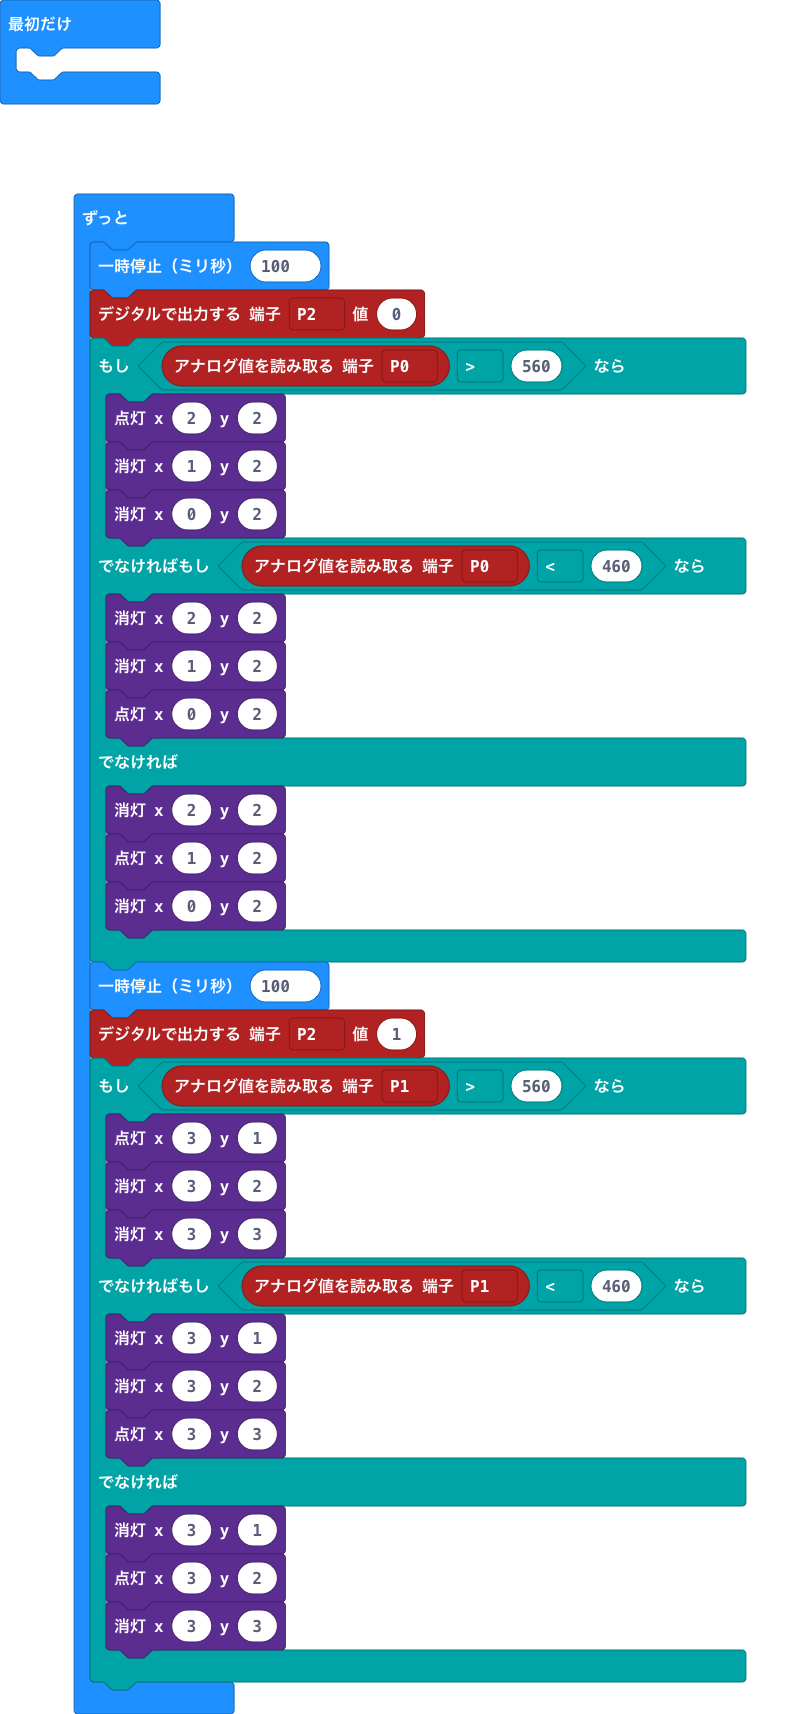 最初だけ
ずっと
一時停止（ミリ秒） 100
デジタルで出力する 端子 P2 値 0
もし アナログ値を読み取る 端子 P0 > 560 なら
点灯 x 2 y 2
消灯 x 1 y 2
消灯 x 0 y 2
でなければもし アナログ値を読み取る 端子 P0 < 460 なら
消灯 x 2 y 2
消灯 x 1 y 2
点灯 x 0 y 2
でなければ
消灯 x 2 y 2
点灯 x 1 y 2
消灯 x 0 y 2
一時停止（ミリ秒） 100
デジタルで出力する 端子 P2 値 1
もし アナログ値を読み取る 端子 P1 > 560 なら
点灯 x 3 y 1
消灯 x 3 y 2
消灯 x 3 y 3
でなければもし アナログ値を読み取る 端子 P1 < 460 なら
消灯 x 3 y 1
消灯 x 3 y 2
点灯 x 3 y 3
でなければ
消灯 x 3 y 1
点灯 x 3 y 2
消灯 x 3 y 3